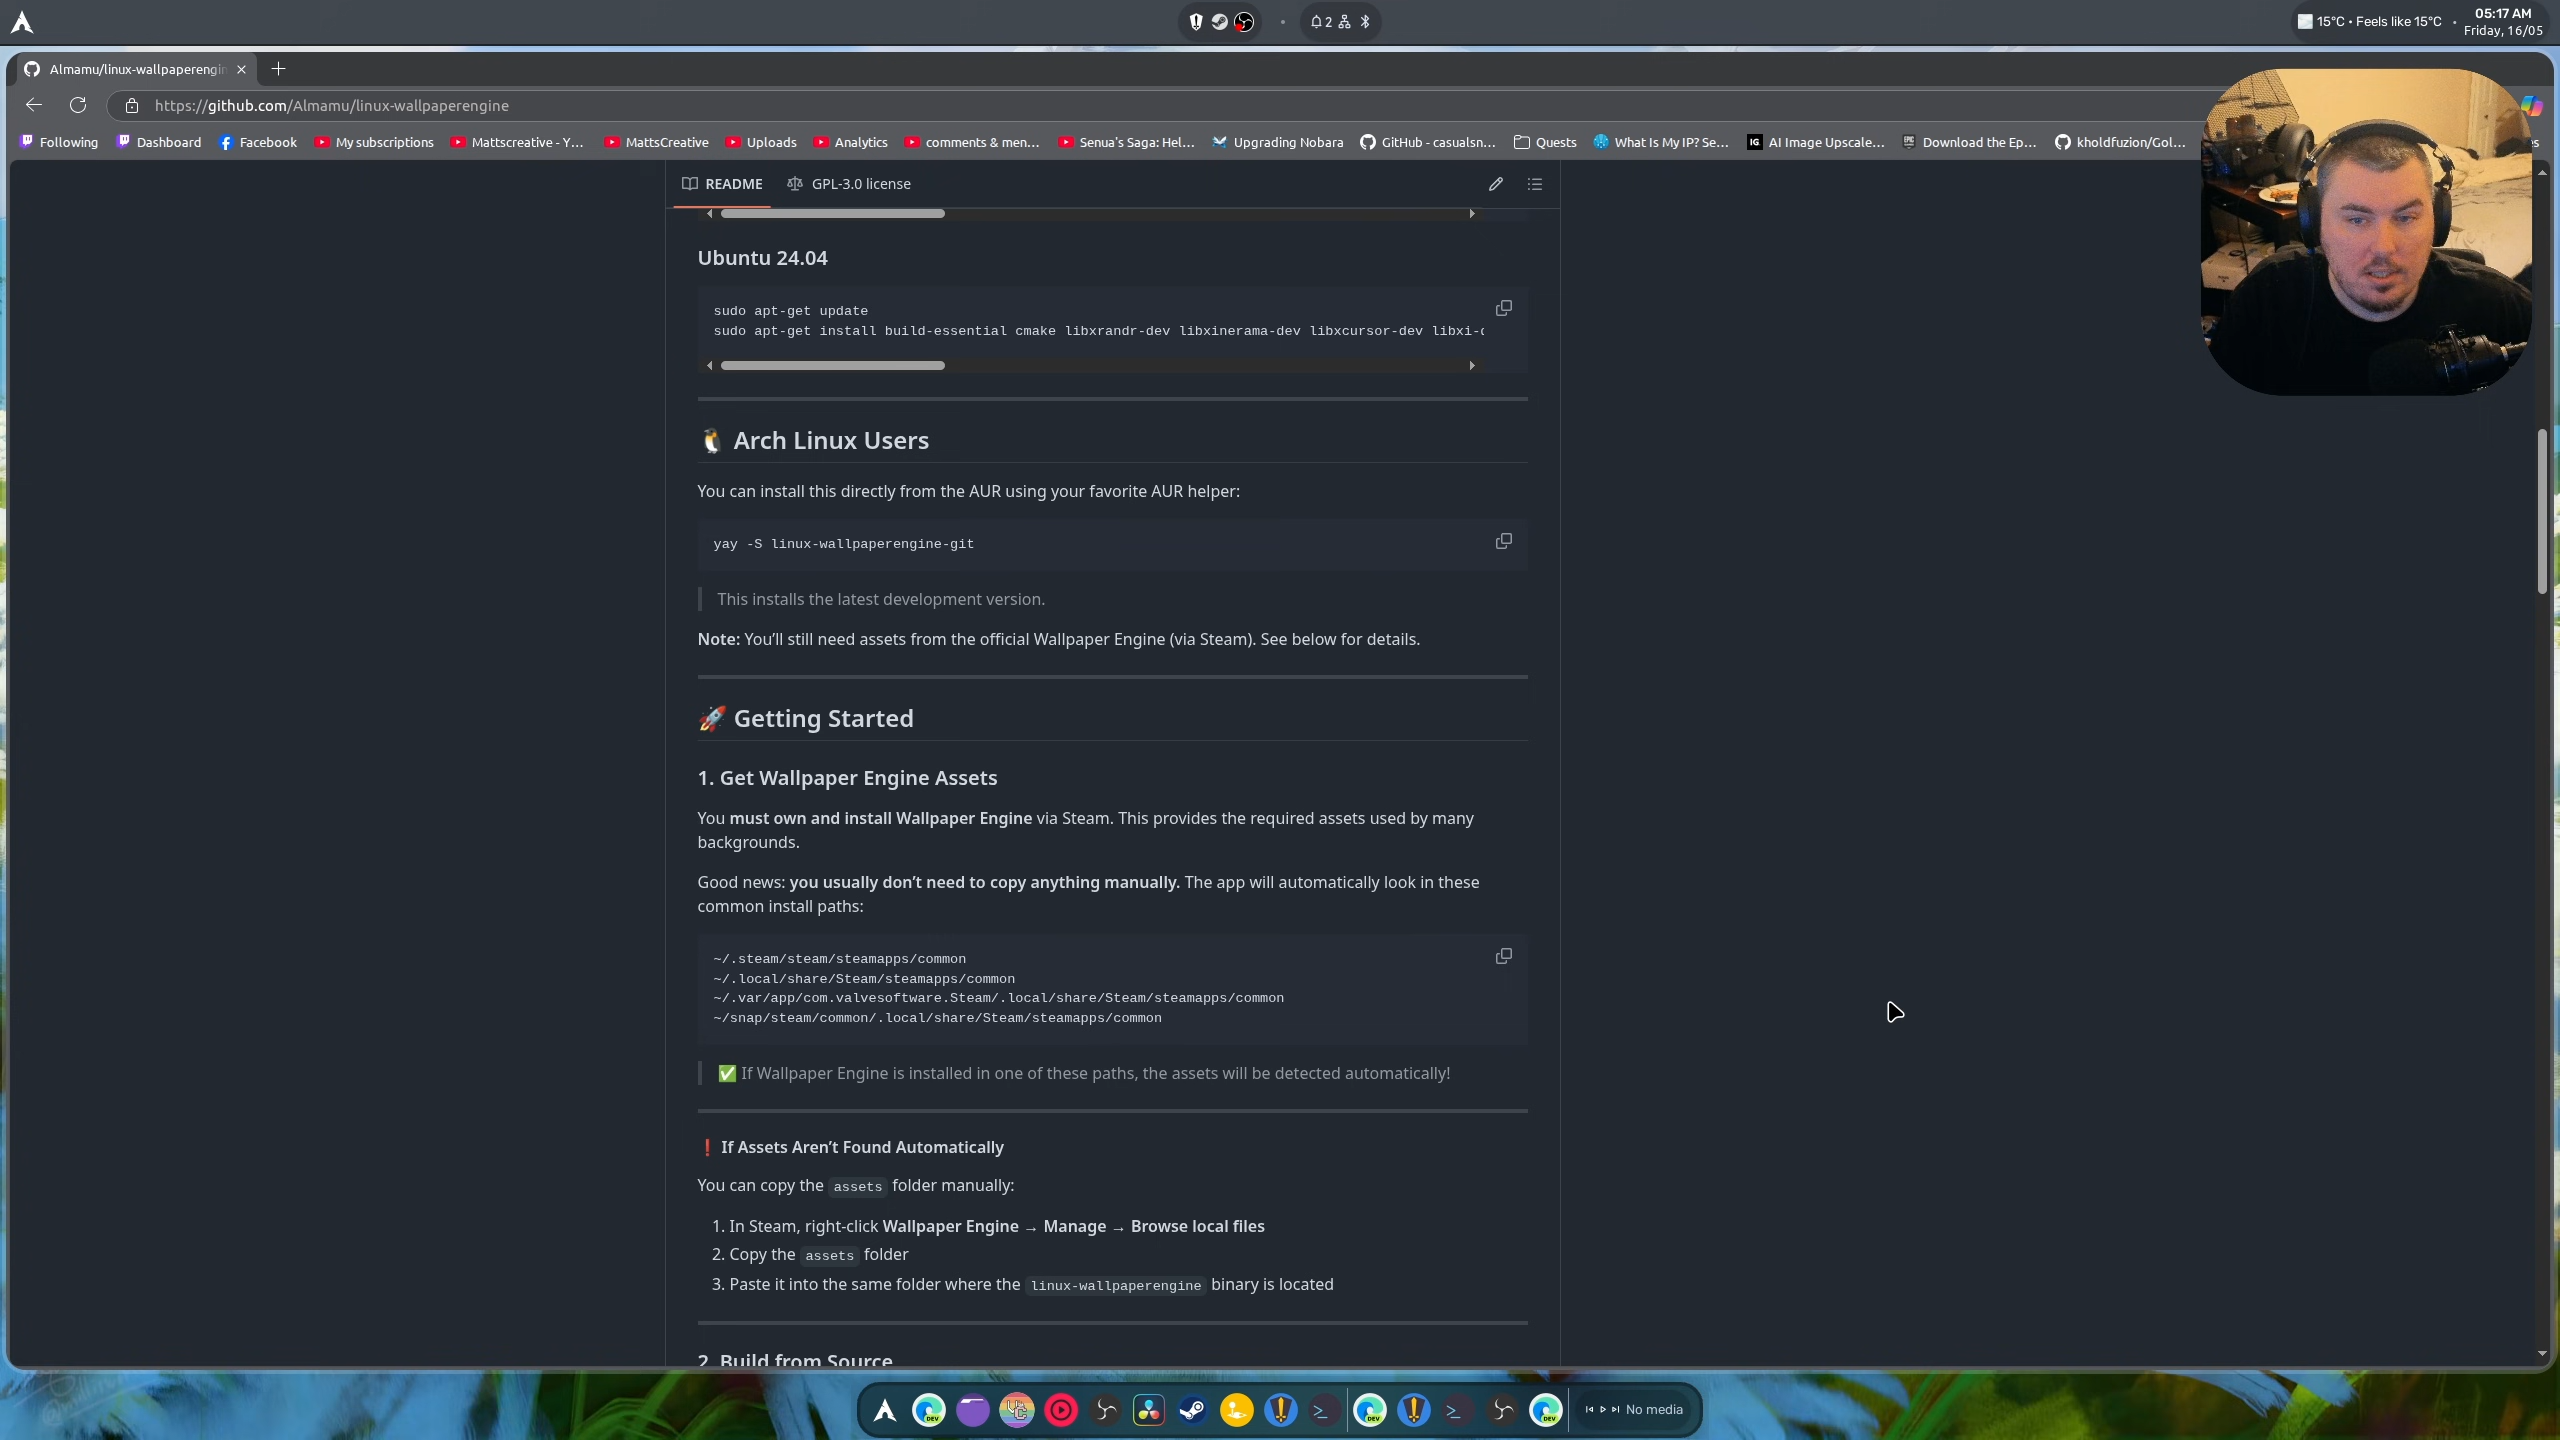 2
15°C • Feels like 15°C
05:17 AM
Friday, 16/05
Almamu/linux-wallpaperengin
https://github.com/Almamu/linux-wallpaperengine
Following
Dashboard
Facebook
My subscriptions
Mattscreative - Y...
MattsCreative
Uploads
Analytics
comments & men...
Senua's Saga: Hel...
Upgrading Nobara
GitHub - casualsn...
Quests
What Is My IP? Se...
AI Image Upscale...
Download the Ep...
kholdfuzion/Gol...
README
GPL-3.0 license
Ubuntu 24.04
sudo apt-get update
sudo apt-get install build-essential cmake libxrandr-dev libxinerama-dev libxcursor-dev libxi-d
🐧 Arch Linux Users
You can install this directly from the AUR using your favorite AUR helper:
yay -S linux-wallpaperengine-git
This installs the latest development version.
Note: You’ll still need assets from the official Wallpaper Engine (via Steam). See below for details.
🚀 Getting Started
1. Get Wallpaper Engine Assets
You must own and install Wallpaper Engine via Steam. This provides the required assets used by many
backgrounds.
Good news: you usually don’t need to copy anything manually. The app will automatically look in these
common install paths:
~/.steam/steam/steamapps/common
~/.local/share/Steam/steamapps/common
~/.var/app/com.valvesoftware.Steam/.local/share/Steam/steamapps/common
~/snap/steam/common/.local/share/Steam/steamapps/common
✅ If Wallpaper Engine is installed in one of these paths, the assets will be detected automatically!
❗ If Assets Aren’t Found Automatically
You can copy the assets folder manually:
1. In Steam, right-click Wallpaper Engine → Manage → Browse local files
2. Copy the assets folder
3. Paste it into the same folder where the linux-wallpaperengine binary is located
2. Build from Source
No media